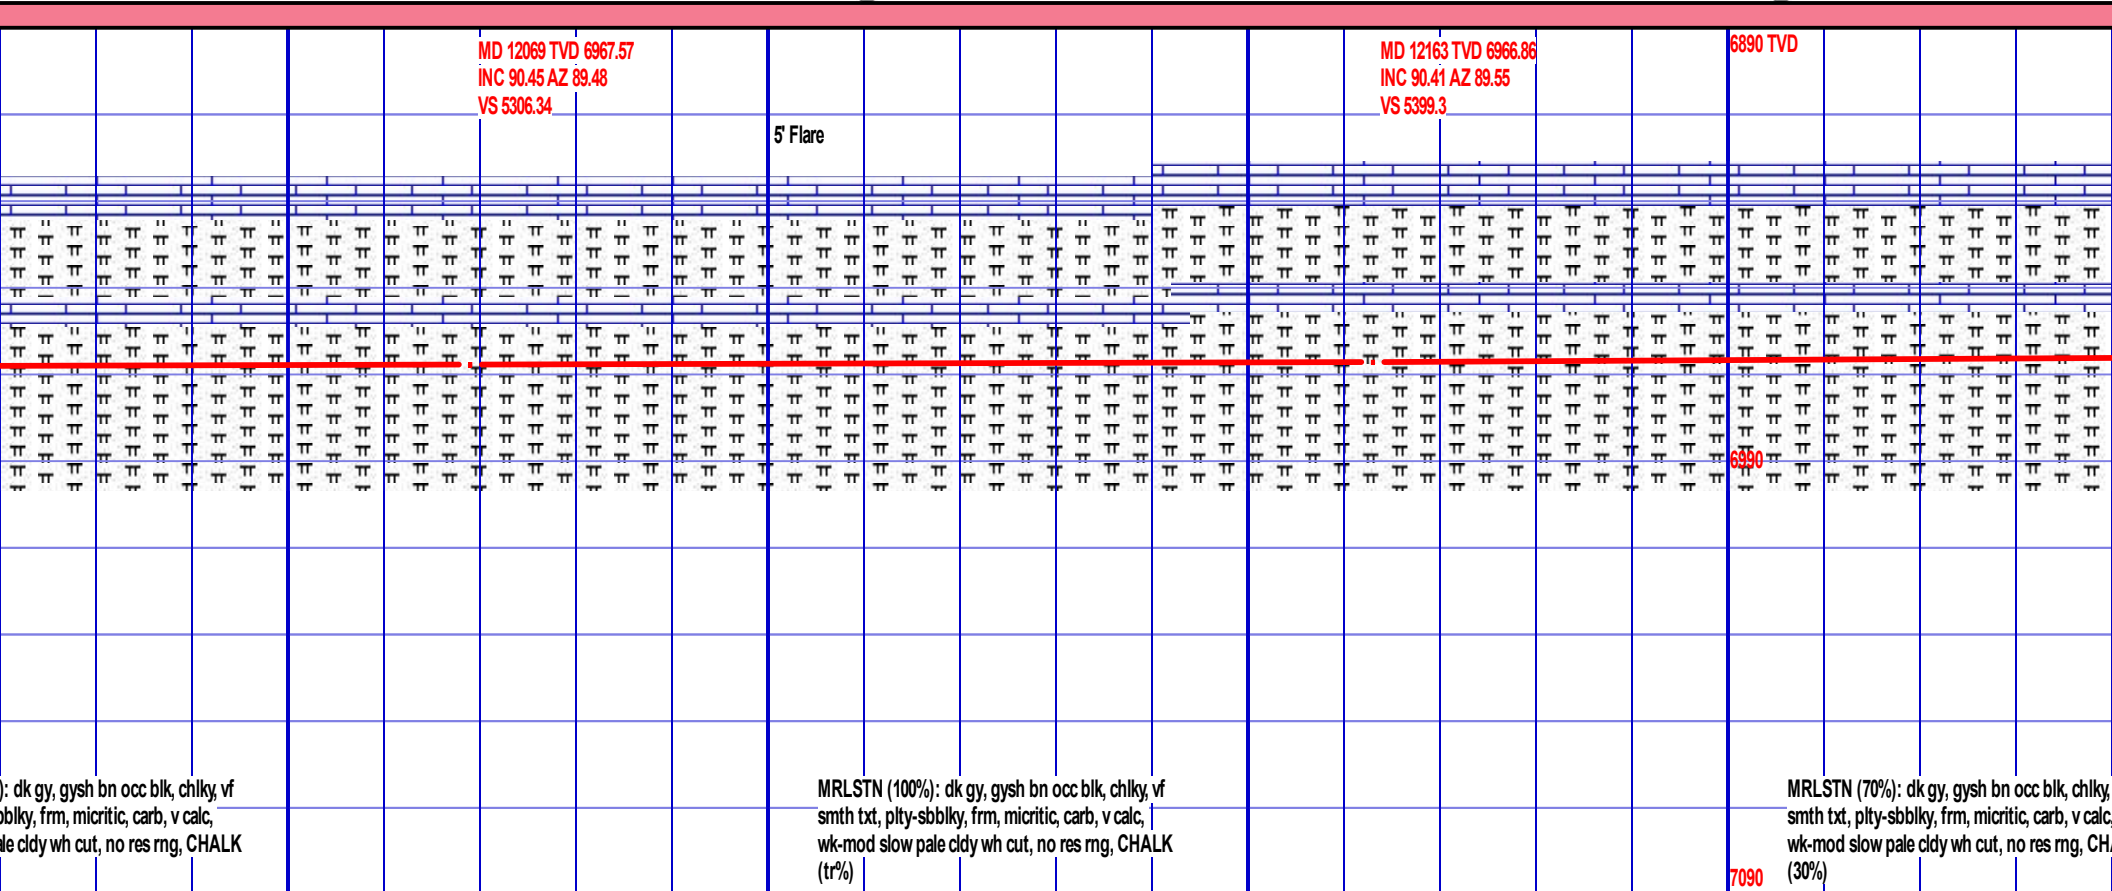 MD 12069 TVD 6967.57
INC 90.45 AZ 89.48
VS 5306.34
5' Flare
MD 12163 TVD 6966.86
INC 90.41 AZ 89.55
VS 5399.3
6890 TVD
6990
): dk gy, gysh bn occ blk, chlky, vf
bblky, frm, micritic, carb, v calc,
ale cldy wh cut, no res rng, CHALK
MRLSTN (100%): dk gy, gysh bn occ blk, chlky, vf
smth txt, plty-sbblky, frm, micritic, carb, v calc,
wk-mod slow pale cldy wh cut, no res rng, CHALK
(tr%)
7090
MRLSTN (70%): dk gy, gysh bn occ blk, chlky,
smth txt, plty-sbblky, frm, micritic, carb, v calc,
wk-mod slow pale cldy wh cut, no res rng, CHA
(30%)